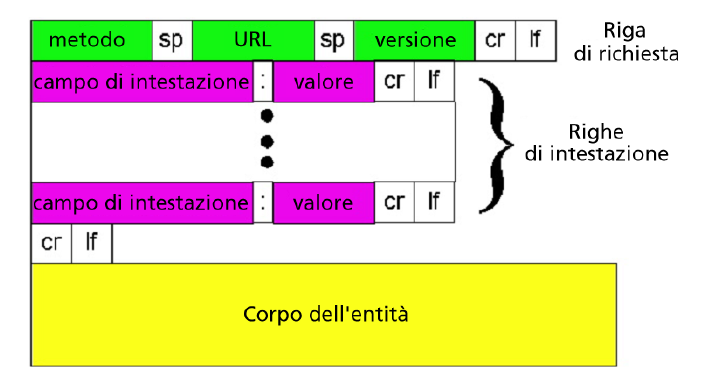 metodo sp URL sp versione cr lf
Riga
di richiesta
campo di intestazione : valore cr lf
Righe
di intestazione
campo di intestazione : valore cr lf
cr lf
Corpo dell'entità